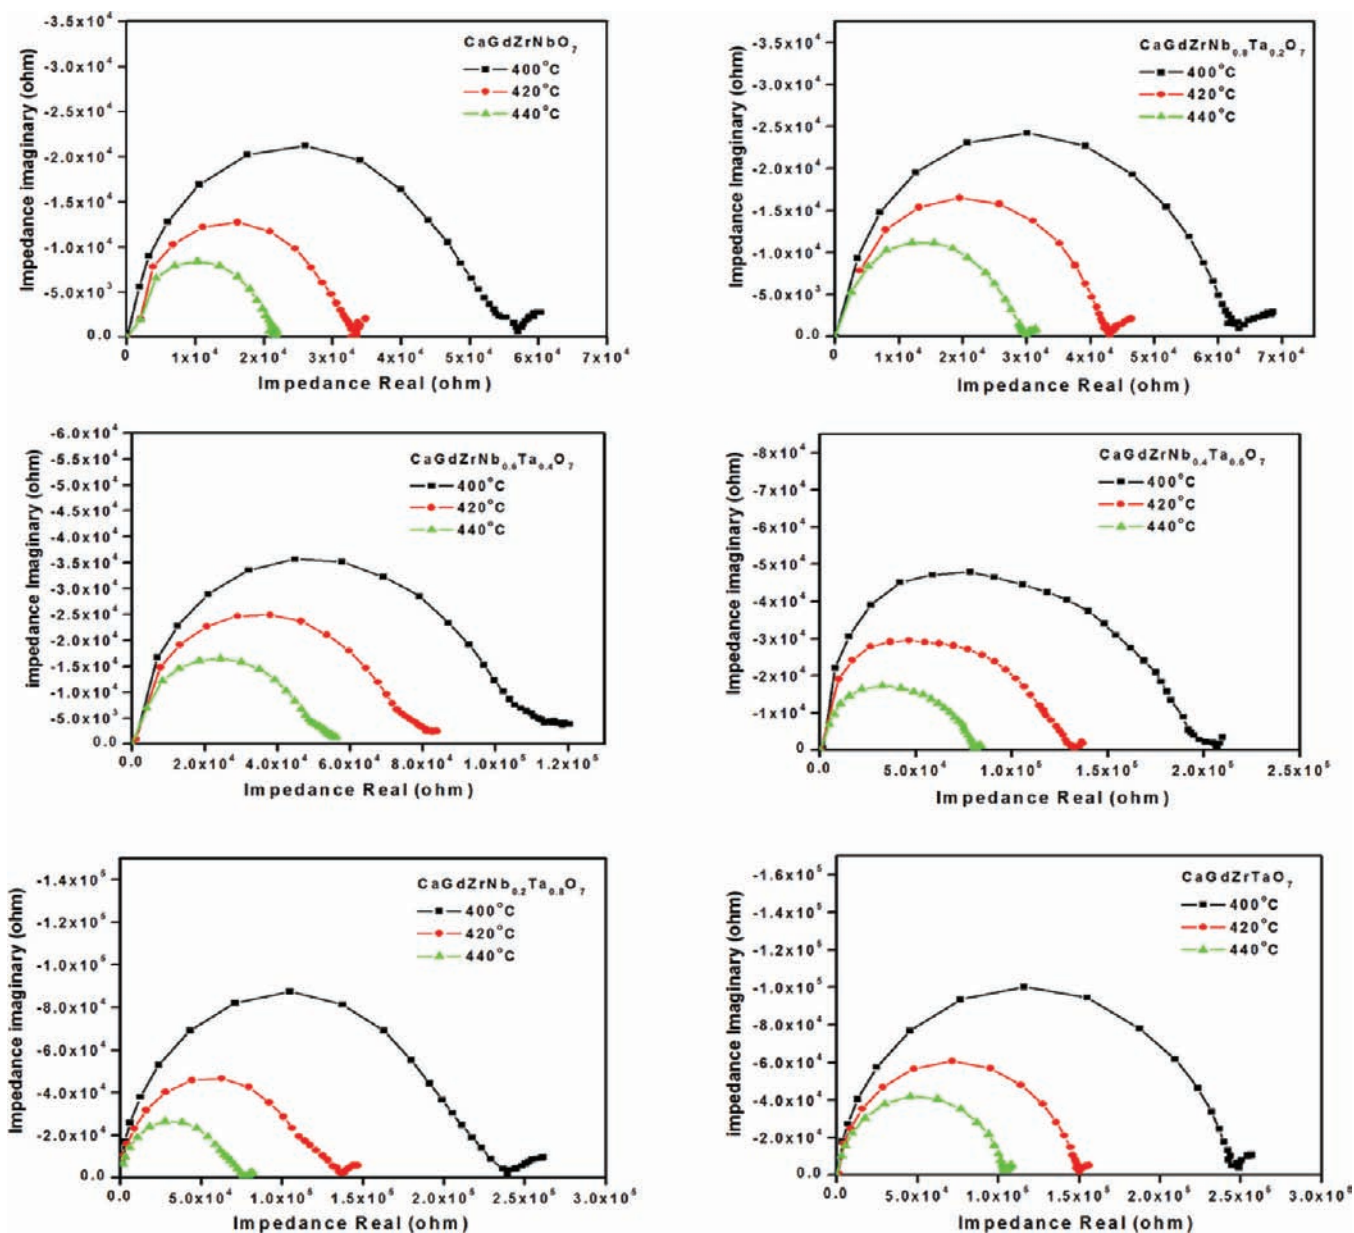 -3.5x10⁴
-3.0x10⁴
-2.5x10⁴
-2.0x10⁴
-1.5x10⁴
-1.0x10⁴
-5.0x10³
0.0
Impedance imaginary (ohm)
CaGdZrNbO₇
400°C
420°C
440°C
0 1x10⁴ 2x10⁴ 3x10⁴ 4x10⁴ 5x10⁴ 6x10⁴ 7x10⁴
Impedance Real (ohm)
-3.5x10⁴
-3.0x10⁴
-2.5x10⁴
-2.0x10⁴
-1.5x10⁴
-1.0x10⁴
-5.0x10³
0.0
Impedance Imaginary (ohm)
CaGdZrNb₀.₈Ta₀.₂O₇
400°C
420°C
440°C
0 1x10⁴ 2x10⁴ 3x10⁴ 4x10⁴ 5x10⁴ 6x10⁴ 7x10⁴
Impedance Real (ohm)
-6.0x10⁴
-5.5x10⁴
-5.0x10⁴
-4.5x10⁴
-4.0x10⁴
-3.5x10⁴
-3.0x10⁴
-2.5x10⁴
-2.0x10⁴
-1.5x10⁴
-1.0x10⁴
-5.0x10³
0.0
impedance Imaginary (ohm)
CaGdZrNb₀.₆Ta₀.₄O₇
400°C
420°C
440°C
0.0 2.0x10⁴ 4.0x10⁴ 6.0x10⁴ 8.0x10⁴ 1.0x10⁵ 1.2x10⁵
Impedance Real (ohm)
-8x10⁴
-7x10⁴
-6x10⁴
-5x10⁴
-4x10⁴
-3x10⁴
-2x10⁴
-1x10⁴
0
Impedance imaginary (ohm)
CaGdZrNb₀.₄Ta₀.₆O₇
400°C
420°C
440°C
0.0 5.0x10⁴ 1.0x10⁵ 1.5x10⁵ 2.0x10⁵ 2.5x10⁵
Impedance Real (ohm)
-1.4x10⁵
-1.2x10⁵
-1.0x10⁵
-8.0x10⁴
-6.0x10⁴
-4.0x10⁴
-2.0x10⁴
0.0
Impedance imaginary (ohm)
CaGdZrNb₀.₂Ta₀.₈O₇
400°C
420°C
440°C
0.0 5.0x10⁴ 1.0x10⁵ 1.5x10⁵ 2.0x10⁵ 2.5x10⁵ 3.0x10⁵
Impedance Real (ohm)
-1.6x10⁵
-1.4x10⁵
-1.2x10⁵
-1.0x10⁵
-8.0x10⁴
-6.0x10⁴
-4.0x10⁴
-2.0x10⁴
0.0
impedance Imaginary (ohm)
CaGdZrTaO₇
400°C
420°C
440°C
0.0 5.0x10⁴ 1.0x10⁵ 1.5x10⁵ 2.0x10⁵ 2.5x10⁵ 3.0x10⁵
Impedance Real (ohm)